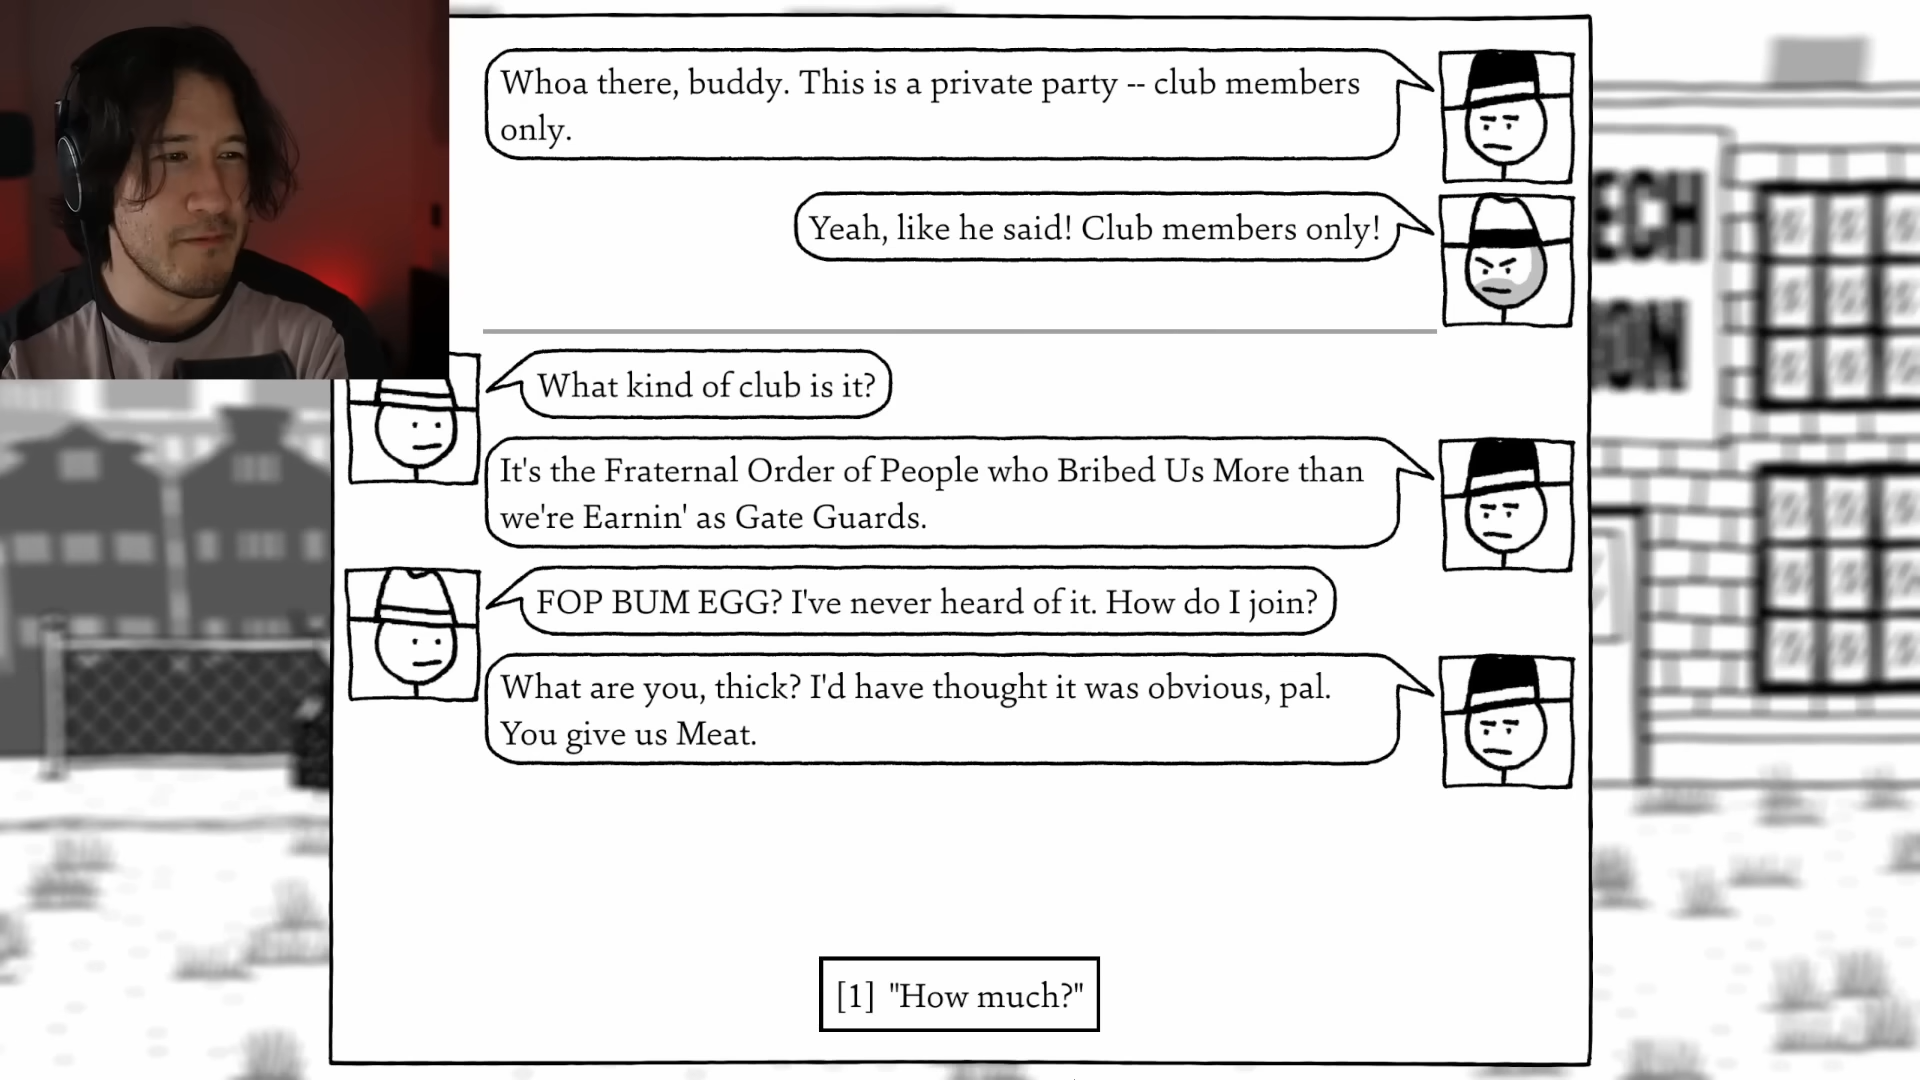 Whoa there, buddy. This is a private party -- club members
only.
Yeah, like he said! Club members only!
What kind of club is it?
It's the Fraternal Order of People who Bribed Us More than
we're Earnin' as Gate Guards.
FOP BUM EGG? I've never heard of it. How do I join?
What are you, thick? I'd have thought it was obvious, pal.
You give us Meat.
[1] "How much?"
ECH